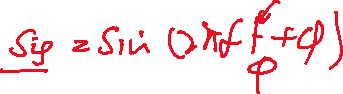 Sig = sin (2πf t + φ)
φ